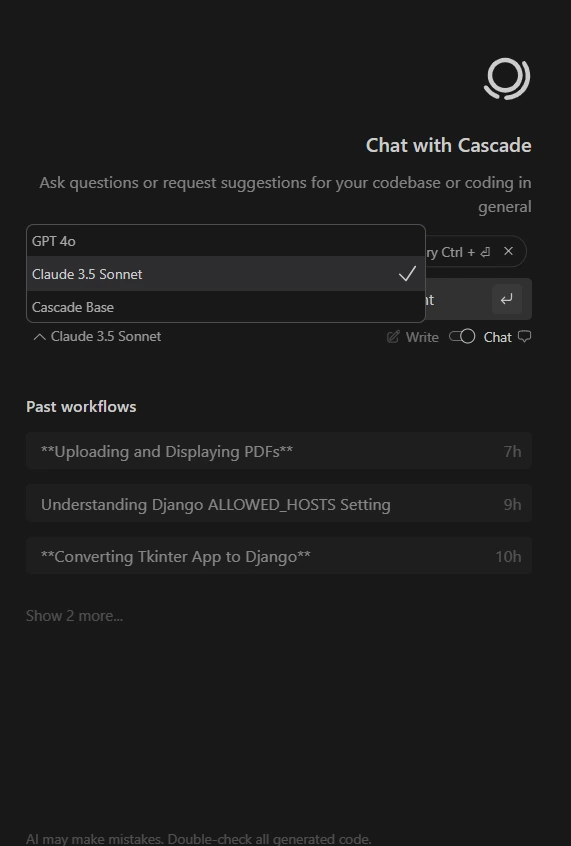 Chat with Cascade
Ask questions or request suggestions for your codebase or coding in
general
GPT 4o
Claude 3.5 Sonnet
Cascade Base
Ctrl + ⏎
Claude 3.5 Sonnet
Write
Chat
Past workflows
**Uploading and Displaying PDFs** 7h
Understanding Django ALLOWED_HOSTS Setting 9h
**Converting Tkinter App to Django** 10h
Show 2 more...
AI may make mistakes. Double-check all generated code.